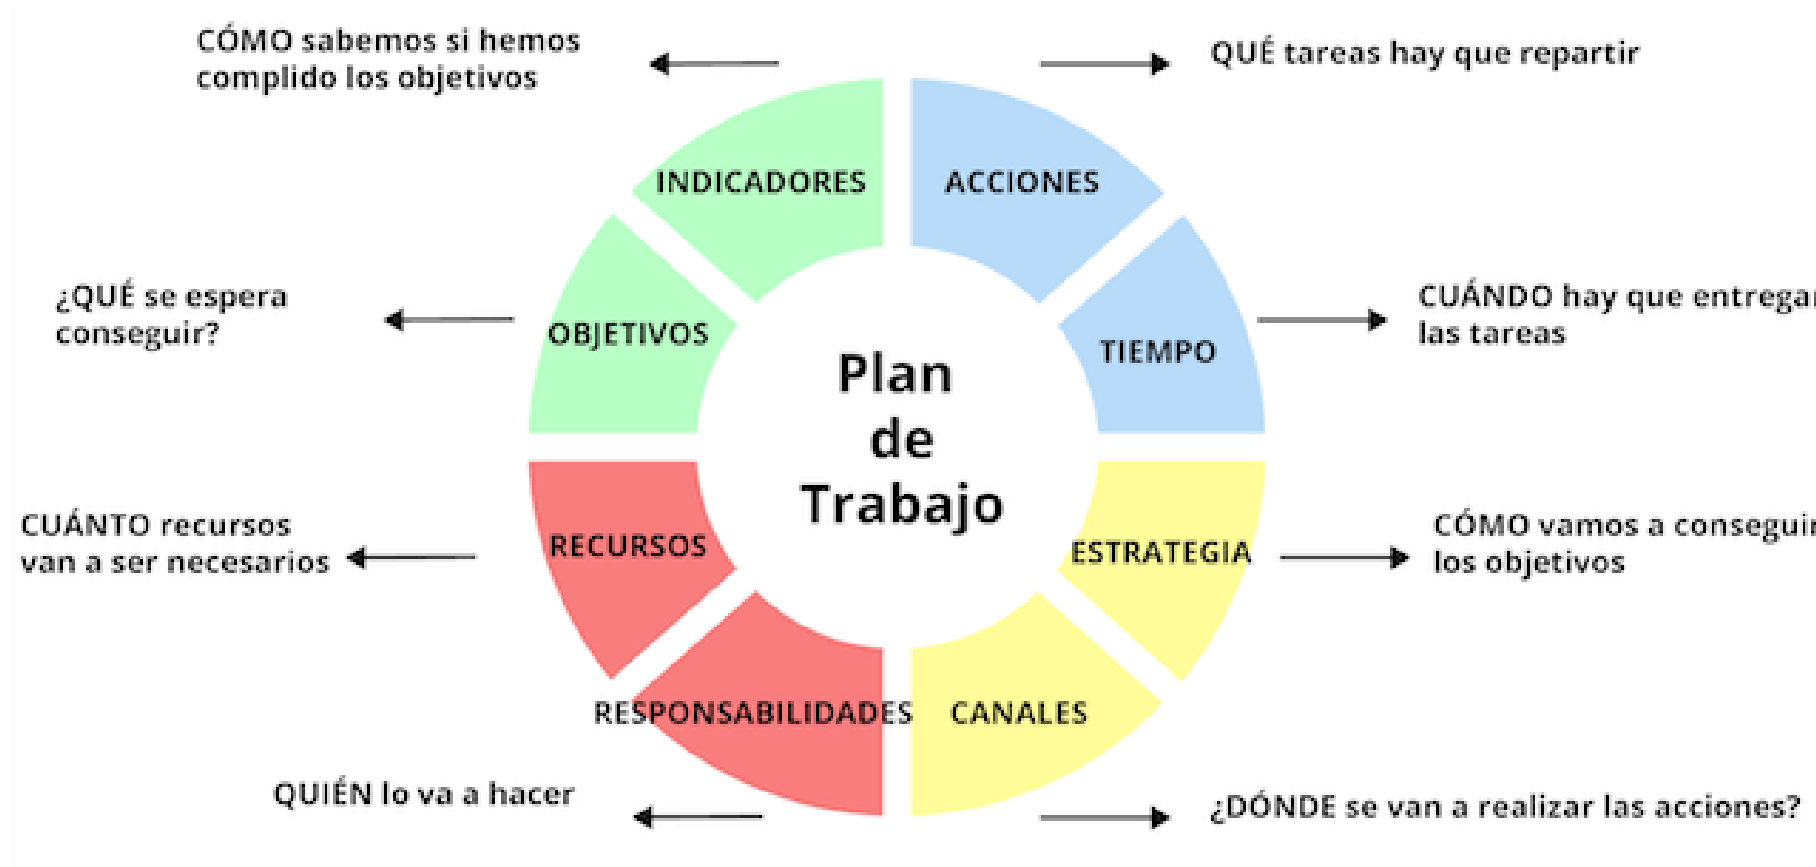 CÓMO sabemos si hemos
complido los objetivos
QUÉ tareas hay que repartir
INDICADORES
ACCIONES
¿QUÉ se espera
conseguir?
OBJETIVOS
TIEMPO
CUÁNDO hay que entregar
las tareas
Plan
de
Trabajo
CUÁNTO recursos
van a ser necesarios
RECURSOS
ESTRATEGIA
CÓMO vamos a conseguir
los objetivos
RESPONSABILIDADES
CANALES
QUIÉN lo va a hacer
¿DÓNDE se van a realizar las acciones?